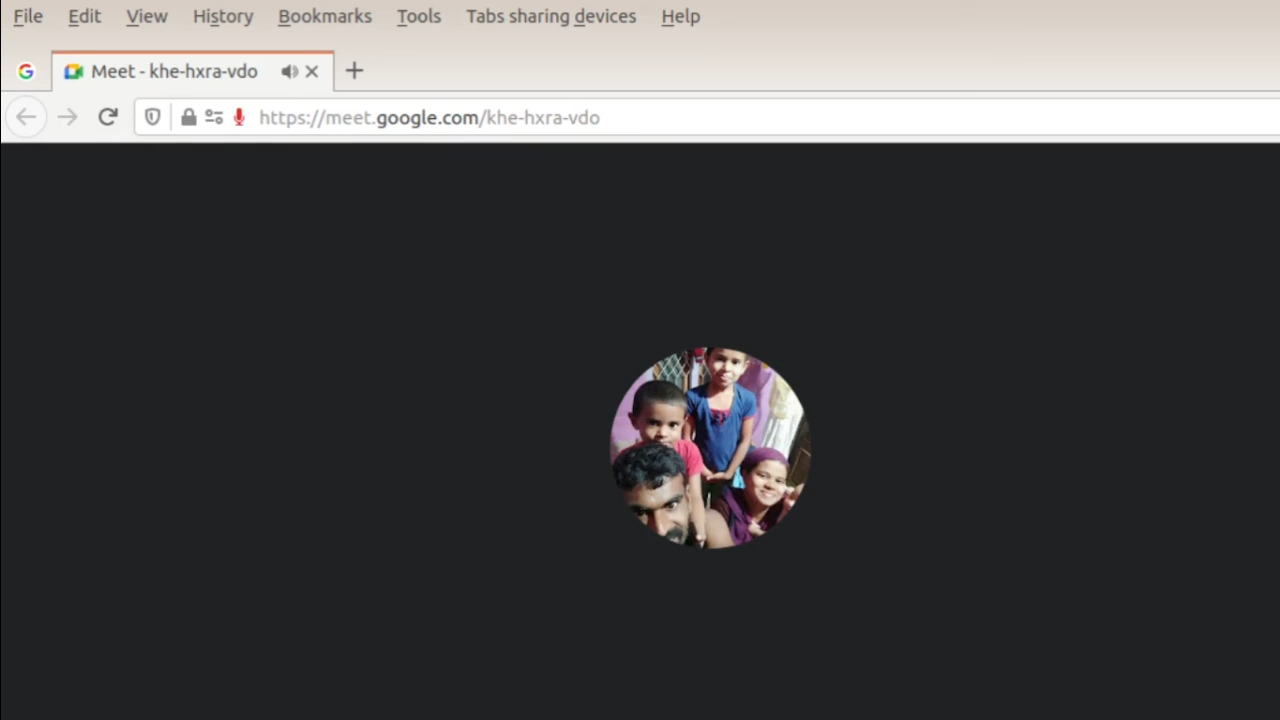 File Edit View History Bookmarks Tools Tabs sharing devices Help
Meet - khe-hxra-vdo
https://meet.google.com/khe-hxra-vdo